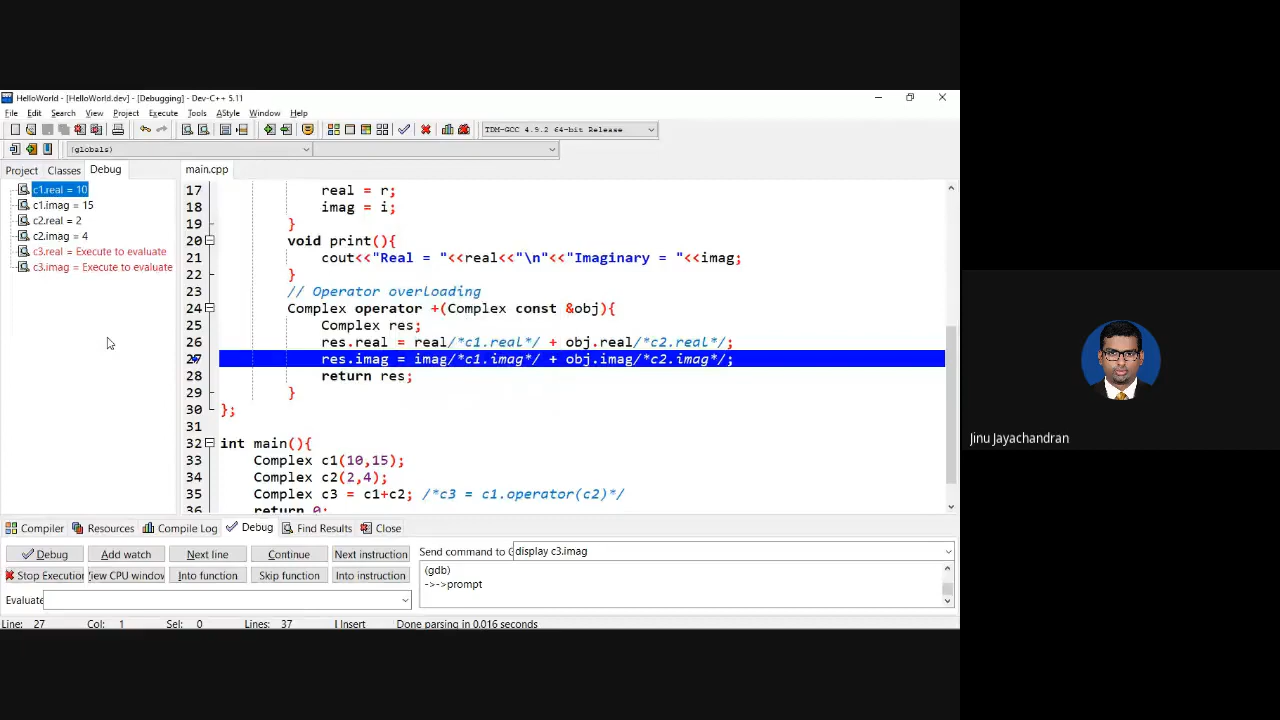 HelloWorld - [HelloWorld.dev] - [Debugging] - Dev-C++ 5.11
File Edit Search View Project Execute Tools AStyle Window Help
TDM-GCC 4.9.2 64-bit Release
(globals)
Project Classes Debug
main.cpp
c1.real = 10
c1.imag = 15
c2.real = 2
c2.imag = 4
c3.real = Execute to evaluate
c3.imag = Execute to evaluate
17 real = r;
18 imag = i;
19 }
20 void print(){
21 cout<<"Real = "<<real<<"\n"<<"Imaginary = "<<imag;
22 }
23 // Operator overloading
24 Complex operator +(Complex const &obj){
25 Complex res;
26 res.real = real/*c1.real*/ + obj.real/*c2.real*/;
27 res.imag = imag/*c1.imag*/ + obj.imag/*c2.imag*/;
28 return res;
29 }
30 };
31
32 int main(){
33 Complex c1(10,15);
34 Complex c2(2,4);
35 Complex c3 = c1+c2; /*c3 = c1.operator(c2)*/
36 return 0;
Compiler Resources Compile Log Debug Find Results Close
Debug Add watch Next line Continue Next instruction
Stop Execution View CPU window Into function Skip function Into instruction
Evaluate
Send command to G
display c3.imag
(gdb)
->->prompt
Line: 27 Col: 1 Sel: 0 Lines: 37 Insert Done parsing in 0.016 seconds
Jinu Jayachandran